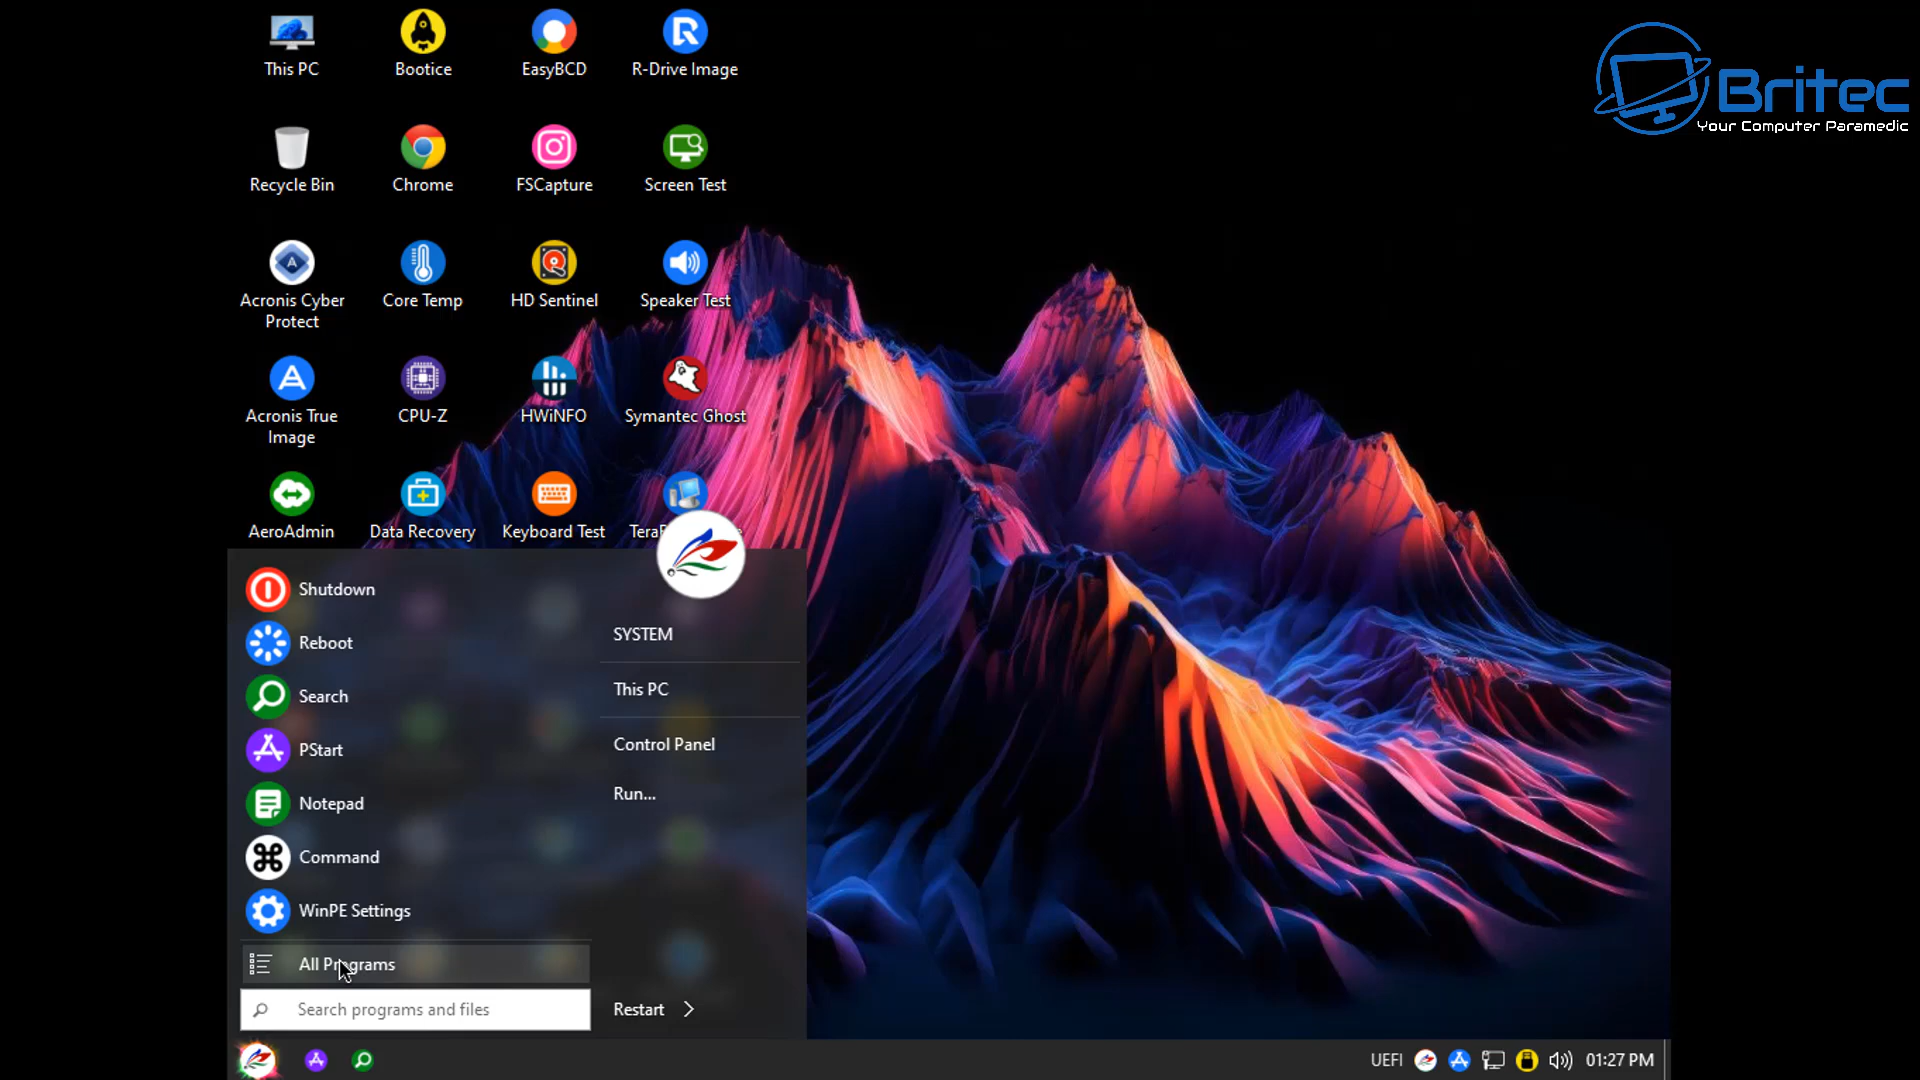 This PC
Bootice
EasyBCD
R-Drive Image
Britec
Your Computer Paramedic
Recycle Bin
Chrome
FSCapture
Screen Test
Acronis Cyber
Protect
Core Temp
HD Sentinel
Speaker Test
Acronis True
Image
CPU-Z
HWiNFO
Symantec Ghost
AeroAdmin
Data Recovery
Keyboard Test
Shutdown
Reboot
Search
PStart
Notepad
Command
WinPE Settings
All Programs
Search programs and files
SYSTEM
This PC
Control Panel
Run...
Restart
UEFI
01:27 PM